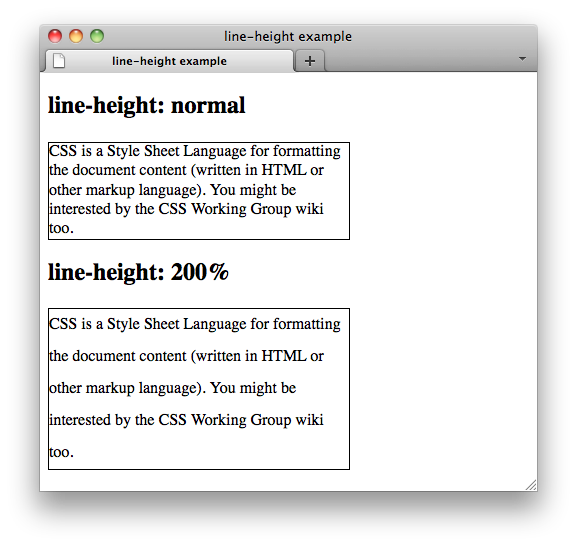 line-height example
line-height example
line-height: normal
CSS is a Style Sheet Language for formatting
the document content (written in HTML or
other markup language). You might be
interested by the CSS Working Group wiki
too.
line-height: 200%
CSS is a Style Sheet Language for formatting
the document content (written in HTML or
other markup language). You might be
interested by the CSS Working Group wiki
too.